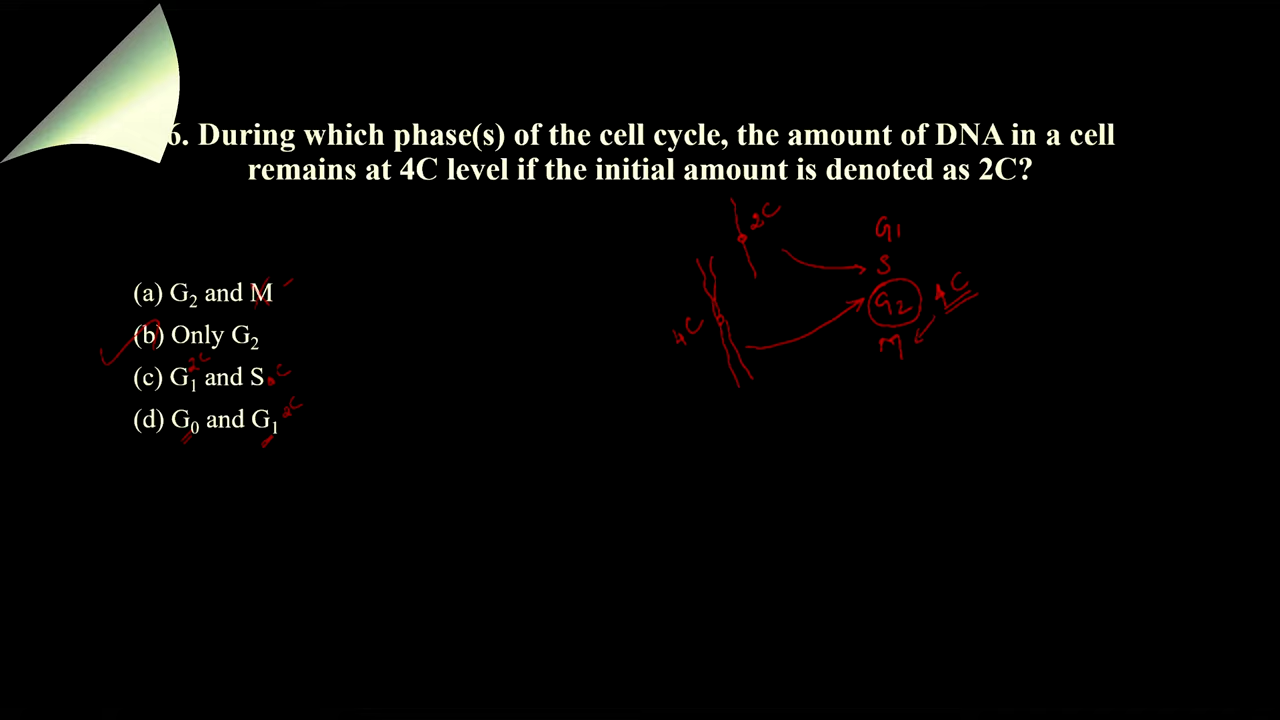 6. During which phase(s) of the cell cycle, the amount of DNA in a cell
remains at 4C level if the initial amount is denoted as 2C?
2C
G1
S
G2 4C
M
4C
(a) G2 and M
(b) Only G2
2C
(c) G1 and S
2C
(d) G0 and G1